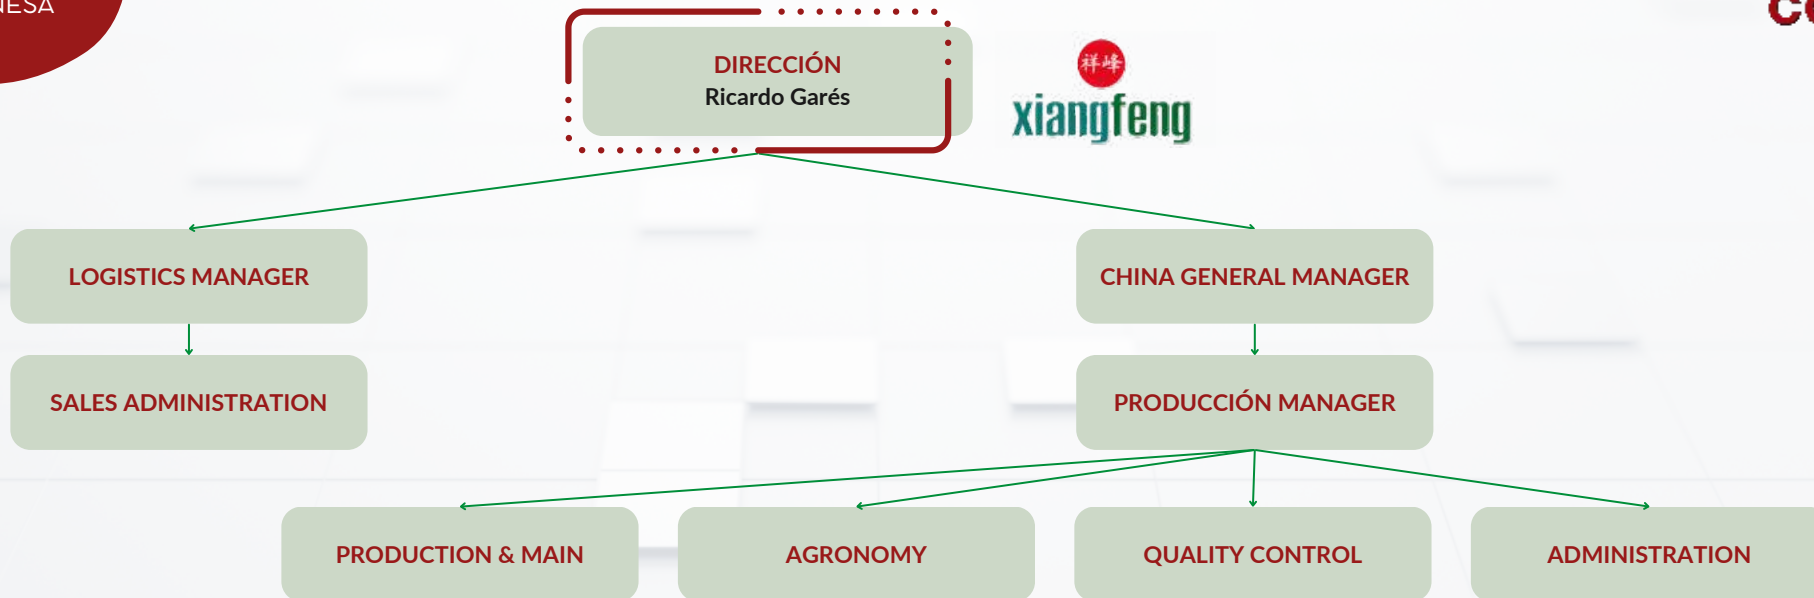 DIRECCIÓN
Ricardo Garés
祥峰
xiangfeng
LOGISTICS MANAGER
CHINA GENERAL MANAGER
SALES ADMINISTRATION
PRODUCCIÓN MANAGER
PRODUCTION & MAIN
AGRONOMY
QUALITY CONTROL
ADMINISTRATION